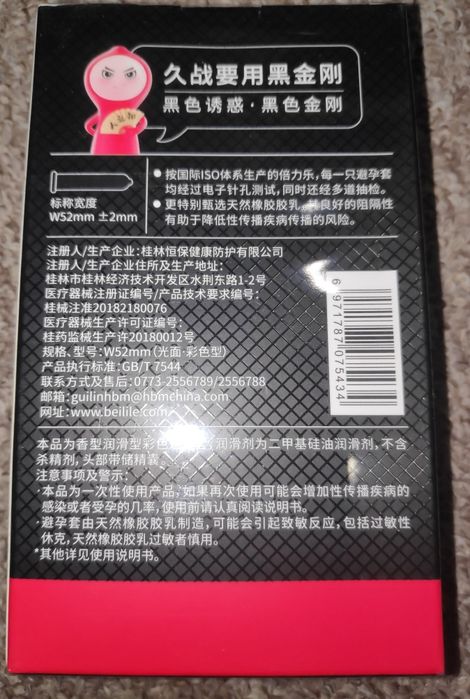 久战要用黑金刚
黑色诱惑·黑色金刚
标称宽度
W52mm ±2mm
●按国际ISO体系生产的倍力乐,每一只避孕套
均经过电子针孔测试,同时还经多道抽检。
●更特别甄选天然橡胶胶乳,其良好的阻隔性
有助于降低性传播疾病传播的风险。
注册人/生产企业:桂林恒保健康防护有限公司
注册人/生产企业住所及生产地址:
桂林市桂林经济技术开发区水荆东路1-2号
医疗器械注册证编号/产品技术要求编号:
桂械注准20182180076
医疗器械生产许可证编号:
桂药监械生产许20180012号
规格、型号:W52mm(光面·彩色型)
产品执行标准:GB/T 7544
联系方式及售后:0773-2556789/2556788
邮箱:guilinhbm@hbmchina.com
网址:www.beilile.com
6 971787 075434
本品为香型润滑型彩色 润滑剂为二甲基硅油润滑剂,不含
杀精剂,头部带储精囊。
注意事项及警示:
·本品为一次性使用产品,如果再次使用可能会增加性传播疾病的
感染或者受孕的几率,使用前请认真阅读说明书。
·避孕套由天然橡胶胶乳制造,可能会引起致敏反应,包括过敏性
休克,天然橡胶胶乳过敏者慎用。
*其他详见使用说明书。